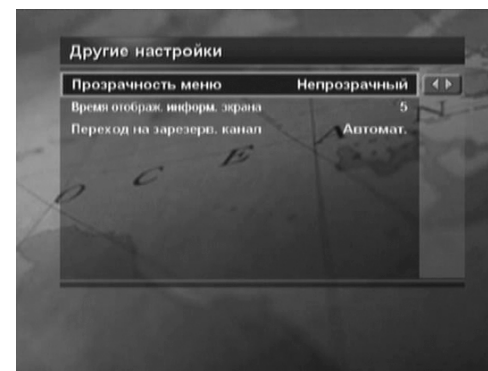 Другие настройки
Прозрачность меню Непрозрачный
Время отображ. информ. экрана 5
Переход на зарезерв. канал Автомат.
O C E A N